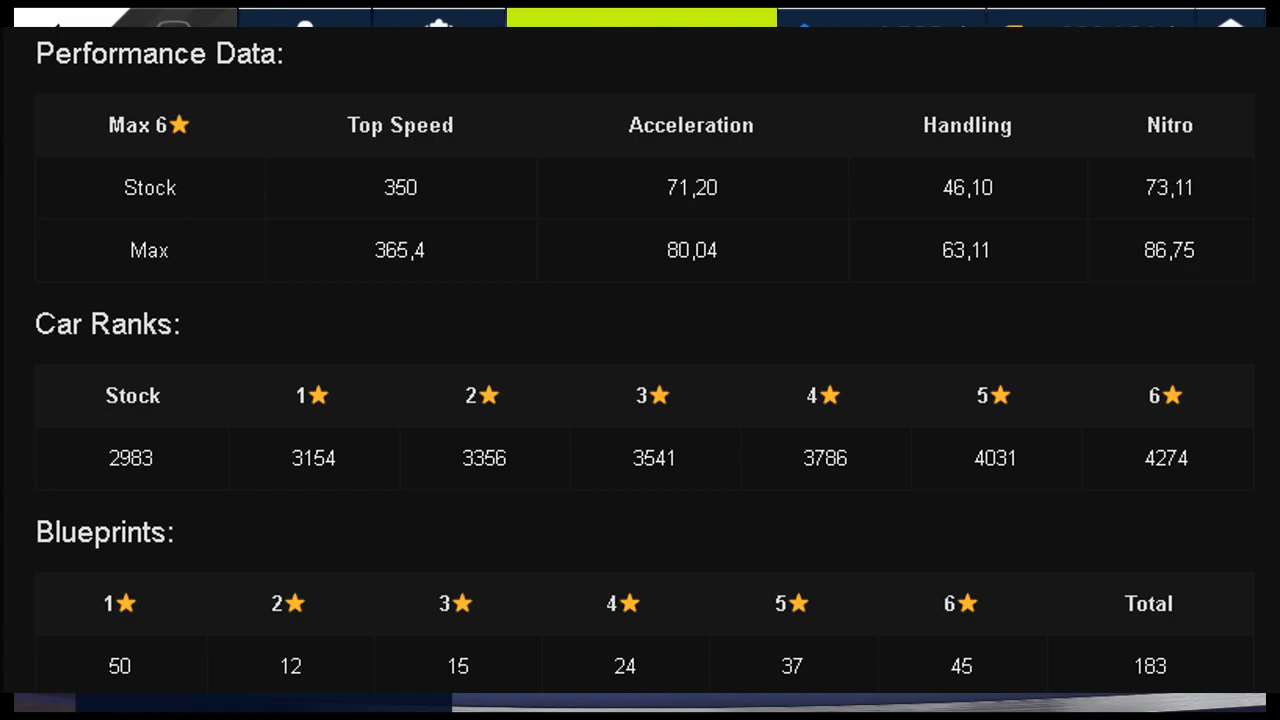 Performance Data:
Max 6⭐ Top Speed Acceleration Handling Nitro
Stock 350 71,20 46,10 73,11
Max 365,4 80,04 63,11 86,75
Car Ranks:
Stock 1⭐ 2⭐ 3⭐ 4⭐ 5⭐ 6⭐
2983 3154 3356 3541 3786 4031 4274
Blueprints:
1⭐ 2⭐ 3⭐ 4⭐ 5⭐ 6⭐ Total
50 12 15 24 37 45 183